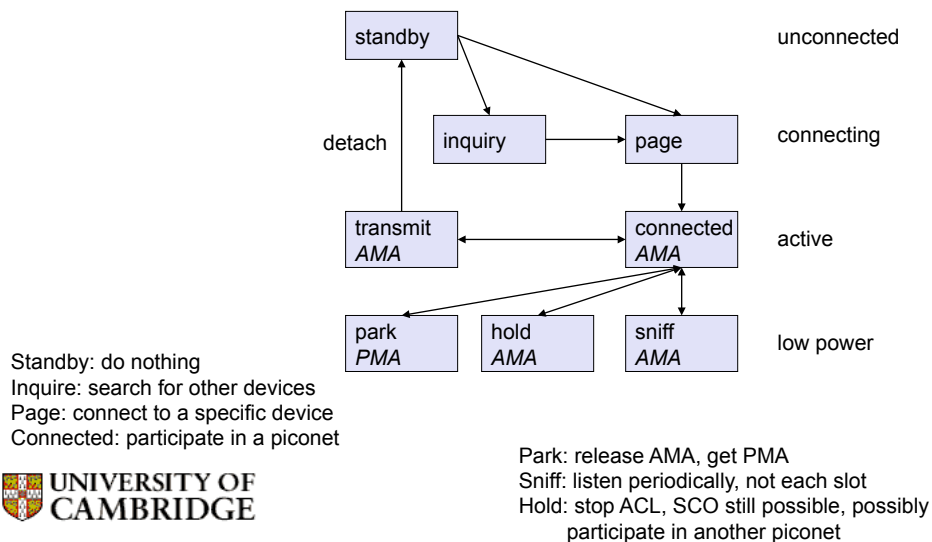 standby
unconnected
detach
inquiry
page
connecting
transmit
AMA
connected
AMA
active
park
PMA
hold
AMA
sniff
AMA
low power
Standby: do nothing
Inquire: search for other devices
Page: connect to a specific device
Connected: participate in a piconet
UNIVERSITY OF
CAMBRIDGE
Park: release AMA, get PMA
Sniff: listen periodically, not each slot
Hold: stop ACL, SCO still possible, possibly
participate in another piconet